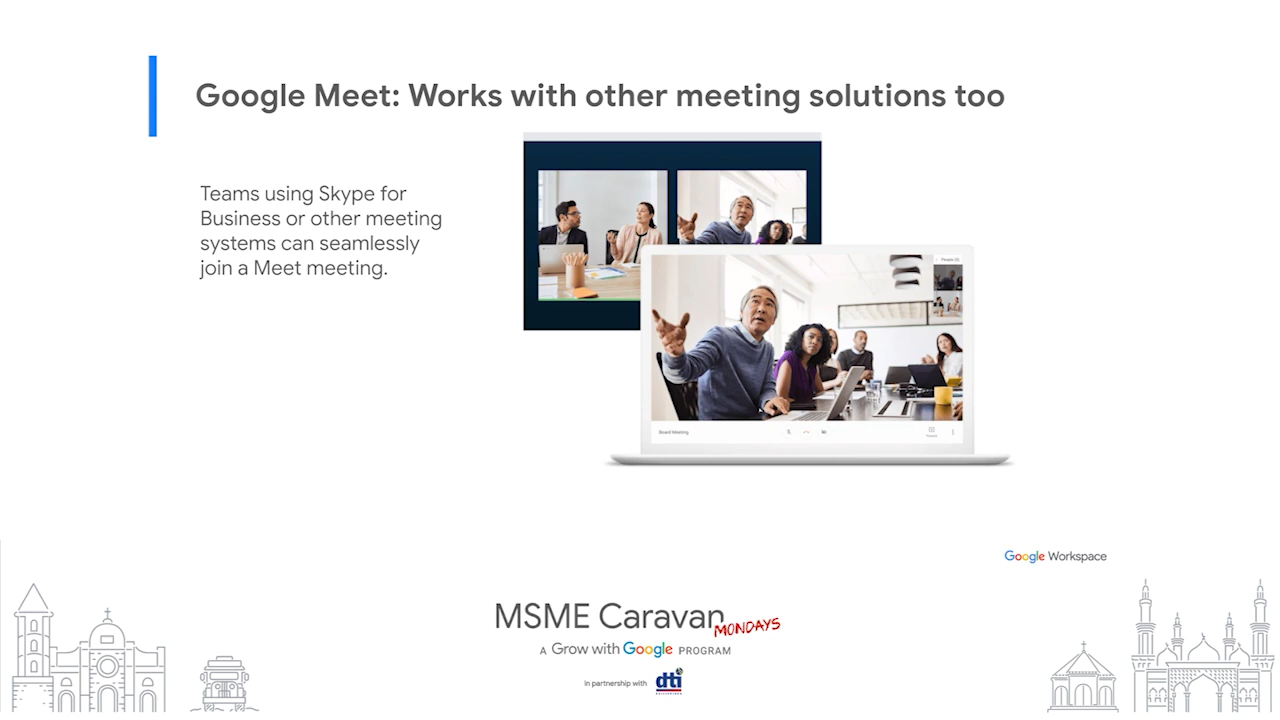 Google Meet: Works with other meeting solutions too
Teams using Skype for
Business or other meeting
systems can seamlessly
join a Meet meeting.
Board Meeting
Google Workspace
MSME Caravan
MONDAYS
A Grow with Google PROGRAM
in partnership with dti
PHILIPPINES